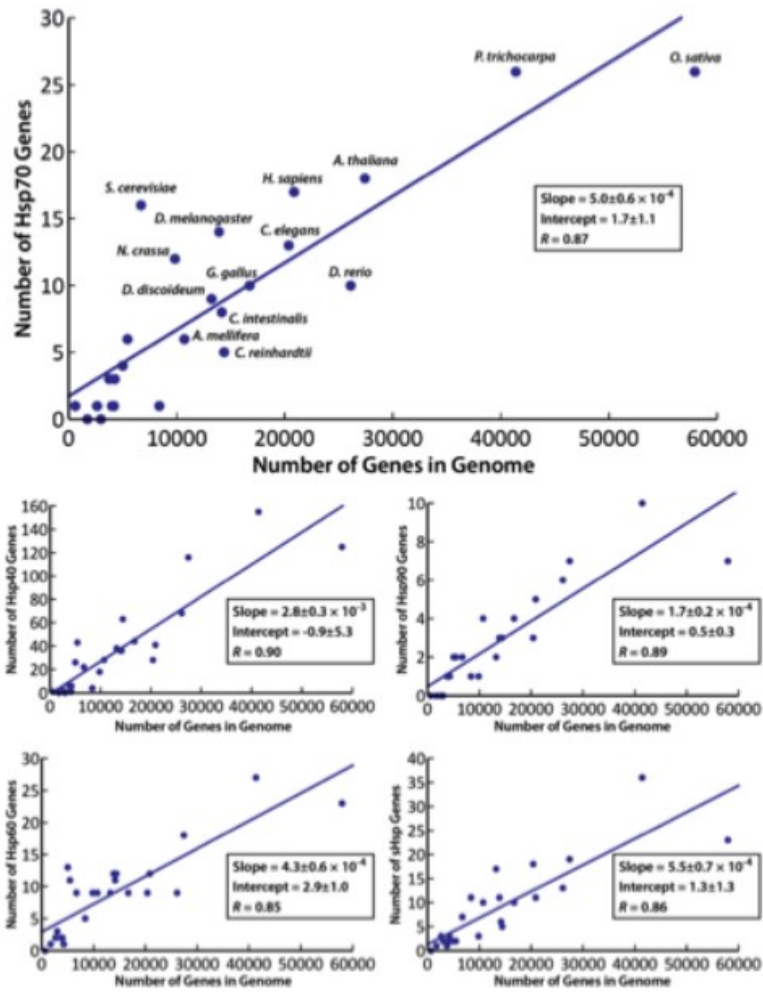 30
25
20
15
10
5
0
Number of Hsp70 Genes
P. trichocarpa
O. sativa
A. thaliana
H. sapiens
S. cerevisiae
D. melanogaster
C. elegans
N. crassa
G. gallus
D. rerio
D. discoideum
C. intestinalis
A. mellifera
C. reinhardtii
Slope = 5.0±0.6 × 10⁻⁴
Intercept = 1.7±1.1
R = 0.87
0 10000 20000 30000 40000 50000 60000
Number of Genes in Genome
160
140
120
100
80
60
40
20
0
Number of Hsp40 Genes
Slope = 2.8±0.3 × 10⁻³
Intercept = -0.9±5.3
R = 0.90
0 10000 20000 30000 40000 50000 60000
Number of Genes in Genome
10
8
6
4
2
0
Number of Hsp90 Genes
Slope = 1.7±0.2 × 10⁻⁴
Intercept = 0.5±0.3
R = 0.89
0 10000 20000 30000 40000 50000 60000
Number of Genes in Genome
30
25
20
15
10
5
0
Number of Hsp60 Genes
Slope = 4.3±0.6 × 10⁻⁴
Intercept = 2.9±1.0
R = 0.85
0 10000 20000 30000 40000 50000 60000
Number of Genes in Genome
40
35
30
25
20
15
10
5
0
Number of sHsp Genes
Slope = 5.5±0.7 × 10⁻⁴
Intercept = 1.3±1.3
R = 0.86
0 10000 20000 30000 40000 50000 60000
Number of Genes in Genome